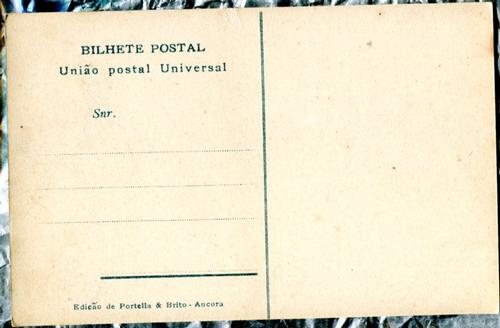 BILHETE POSTAL
União postal Universal
Snr.
Edição de Portella & Brito - Ancora